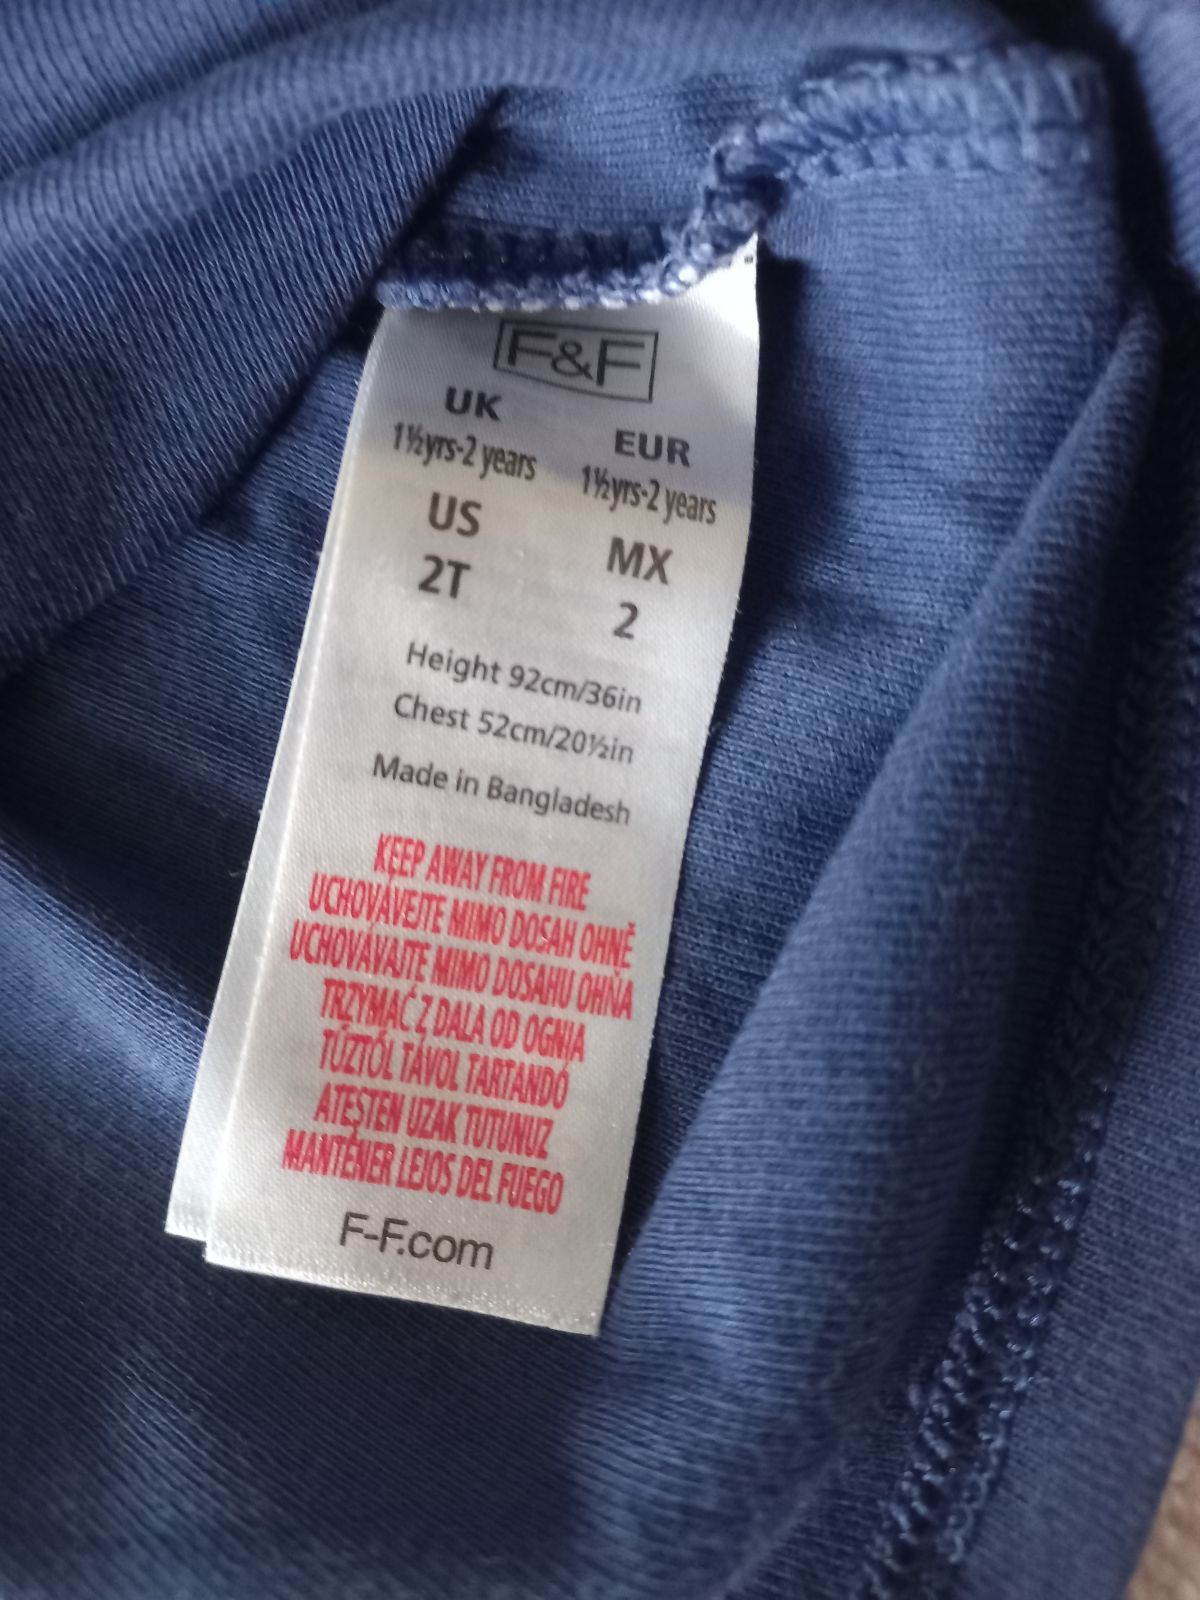 F&F
UK
EUR
1½yrs-2 years
1½yrs-2 years
US
MX
2T
2
Height 92cm/36in
Chest 52cm/20½in
Made in Bangladesh
KEEP AWAY FROM FIRE
UCHOVÁVEJTE MIMO DOSAH OHNĚ
UCHOVÁVAJTE MIMO DOSAHU OHŇA
TRZYMAĆ Z DALA OD OGNIA
TŰZTŐL TÁVOL TARTANDÓ
ATEŞTEN UZAK TUTUNUZ
MANTENER LEJOS DEL FUEGO
F-F.com